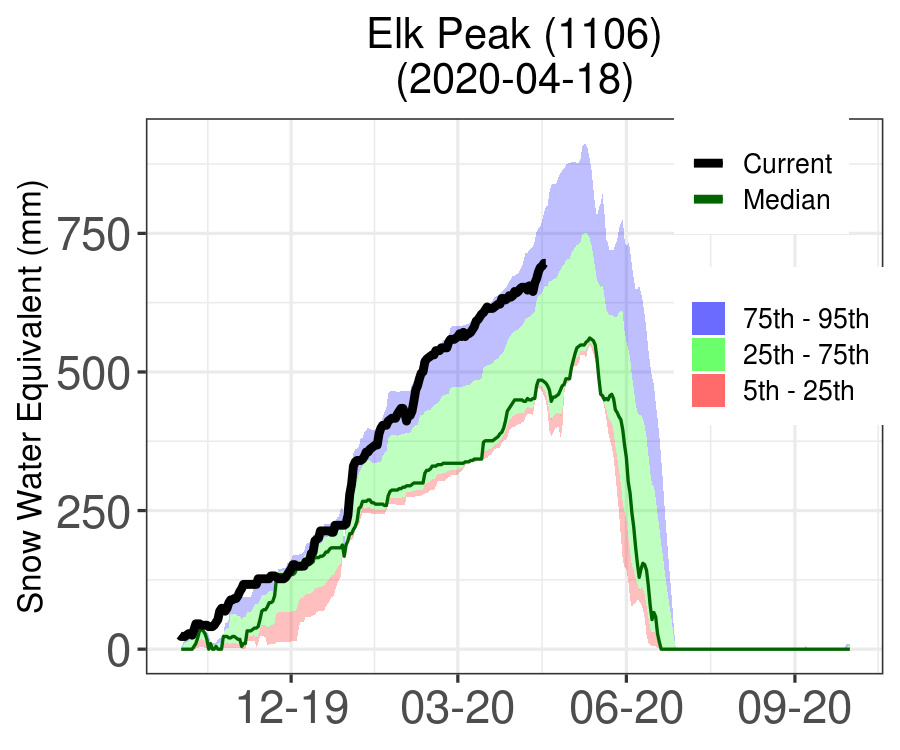 Elk Peak (1106)
(2020-04-18)
Snow Water Equivalent (mm)
750
500
250
0
12-19
03-20
06-20
09-20
Current
Median
75th - 95th
25th - 75th
5th - 25th